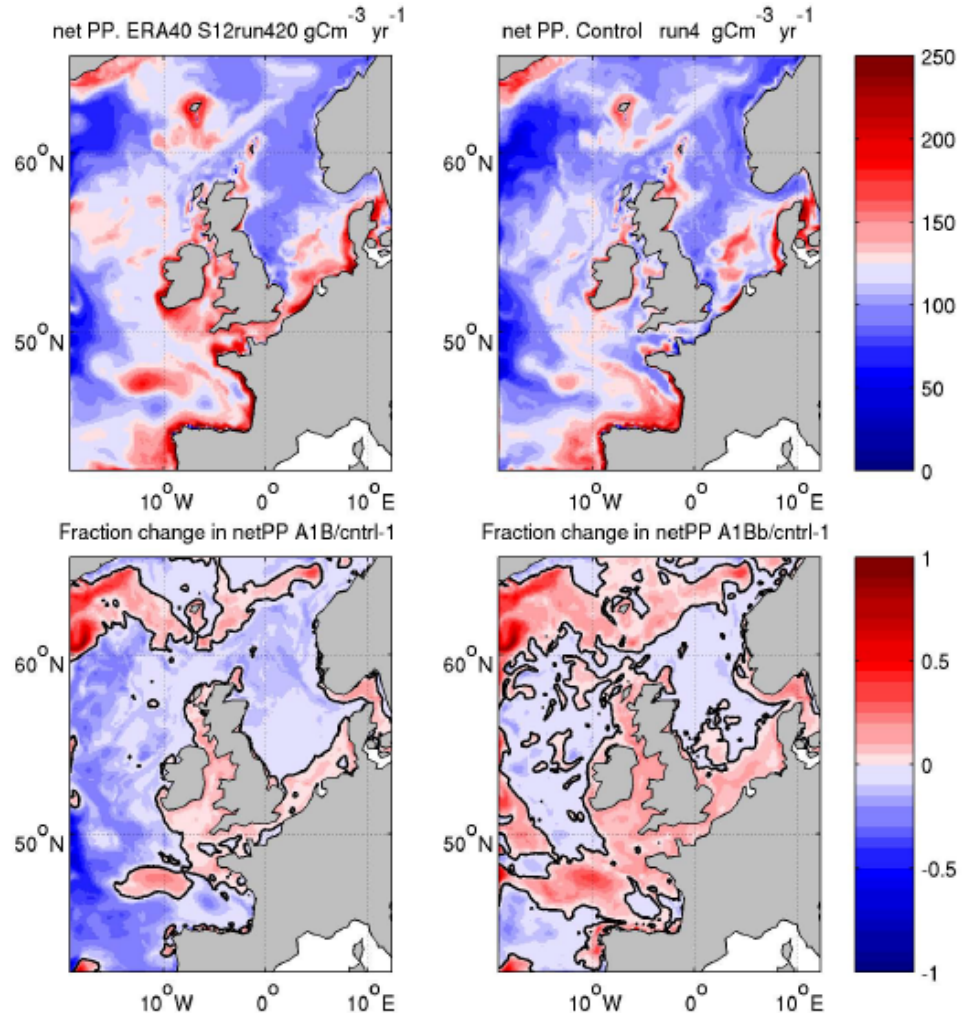 net PP. ERA40 S12run420 gCm⁻³ yr⁻¹
net PP. Control run4 gCm⁻³ yr⁻¹
60°N
50°N
10°W 0° 10°E
60°N
50°N
10°W 0° 10°E
250
200
150
100
50
0
Fraction change in netPP A1B/cntrl-1
Fraction change in netPP A1Bb/cntrl-1
60°N
50°N
10°W 0° 10°E
60°N
50°N
10°W 0° 10°E
1
0.5
0
-0.5
-1